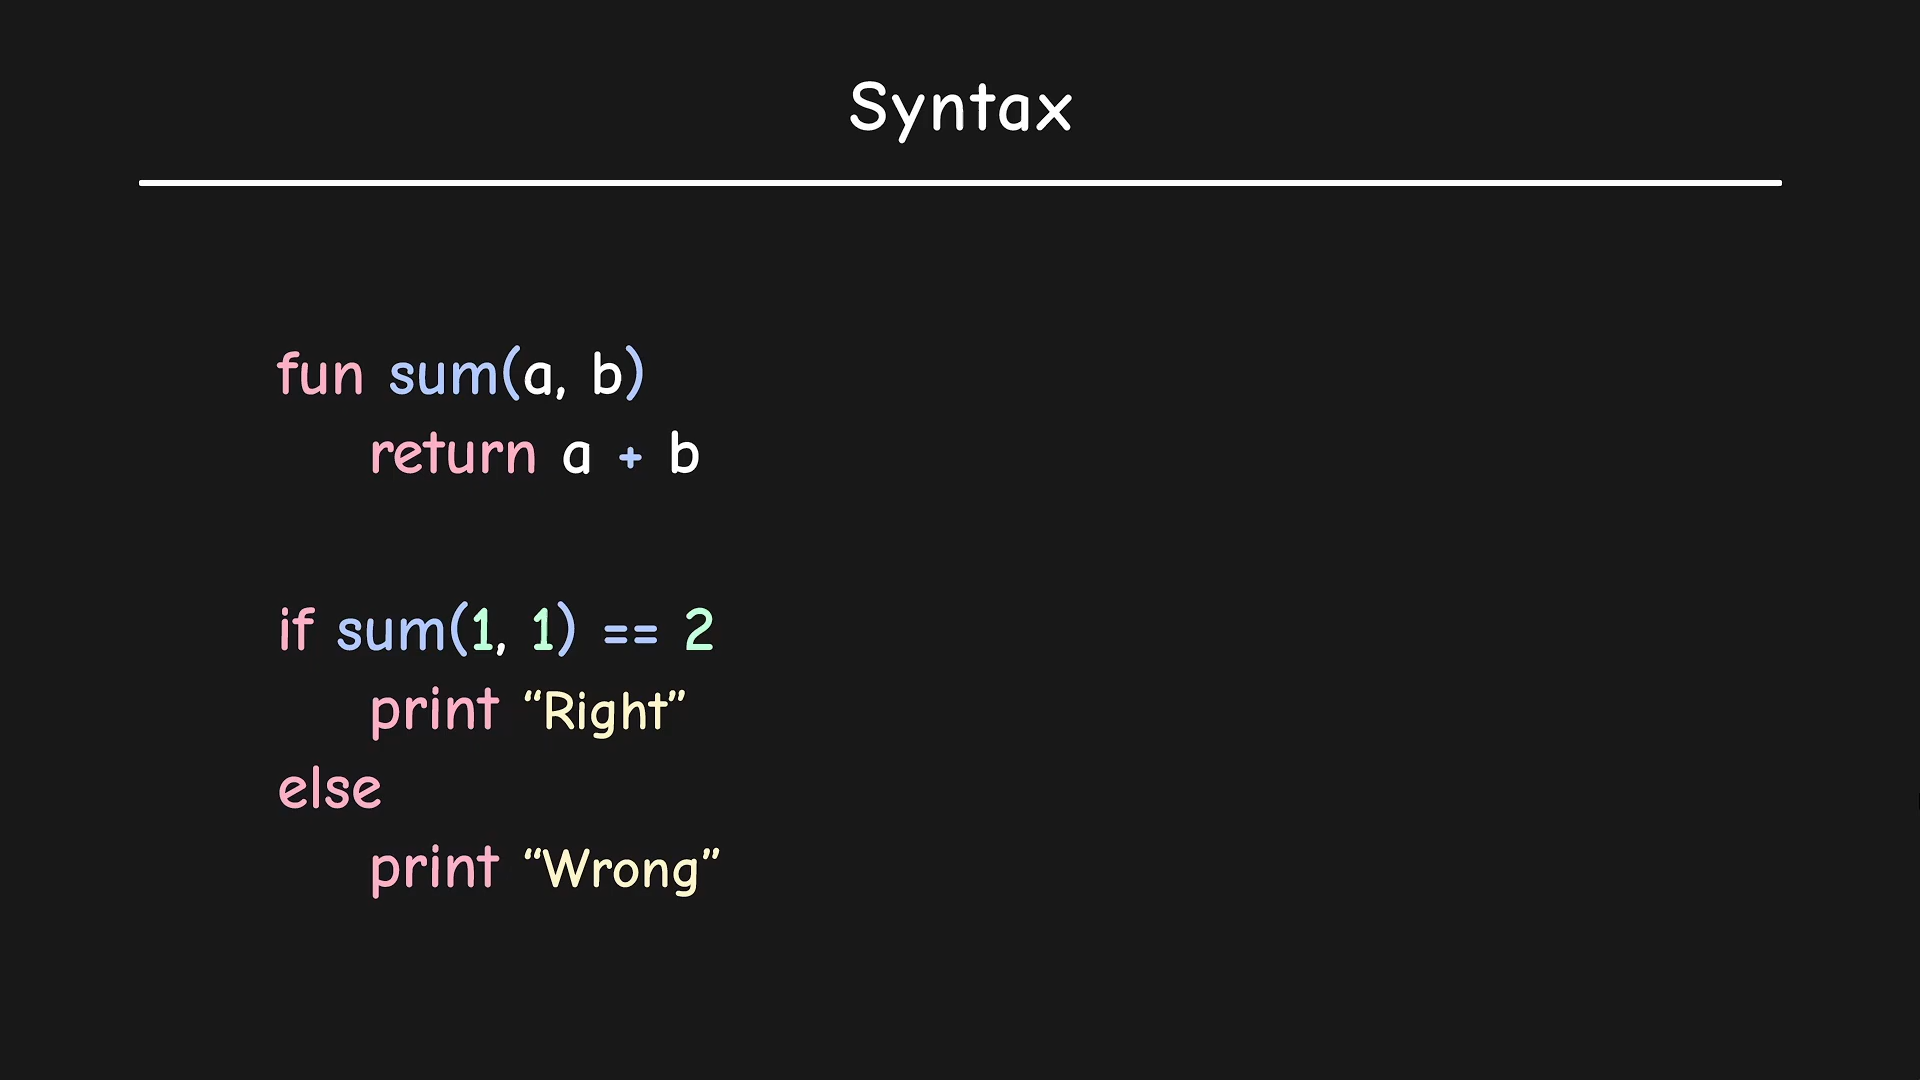 Syntax
fun sum(a, b)
return a + b
if sum(1, 1) == 2
print “Right”
else
print “Wrong”